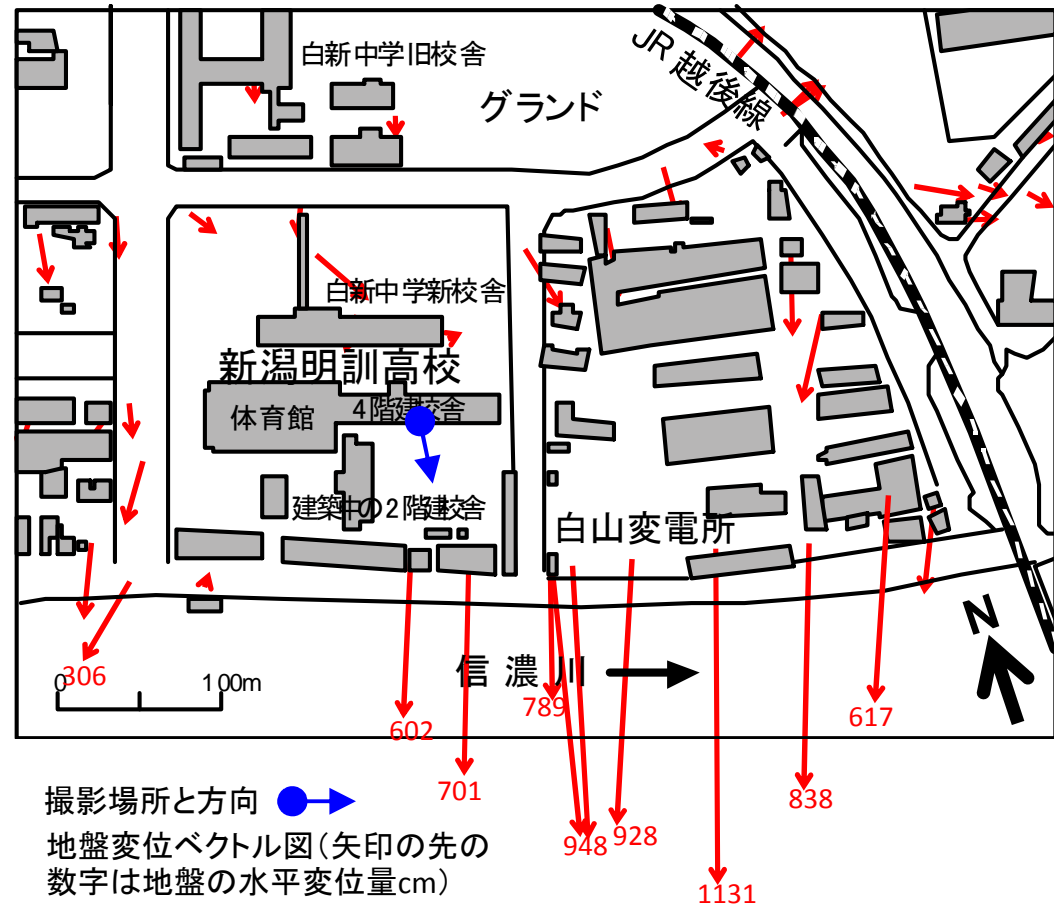 白新中学旧校舎
グランド
JR越後線
白新中学新校舎
新潟明訓高校
体育館
4階建校舎
建築中の2階建校舎
白山変電所
信濃川
N
0
100m
306
602
701
789
948
928
1131
838
617
撮影場所と方向
地盤変位ベクトル図(矢印の先の
数字は地盤の水平変位量cm)